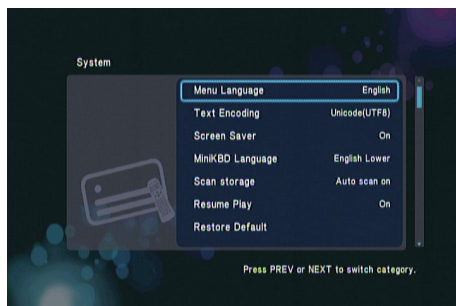 System
Menu Language English
Text Encoding Unicode(UTF8)
Screen Saver On
MiniKBD Language English Lower
Scan storage Auto scan on
Resume Play On
Restore Default
Press PREV or NEXT to switch category.